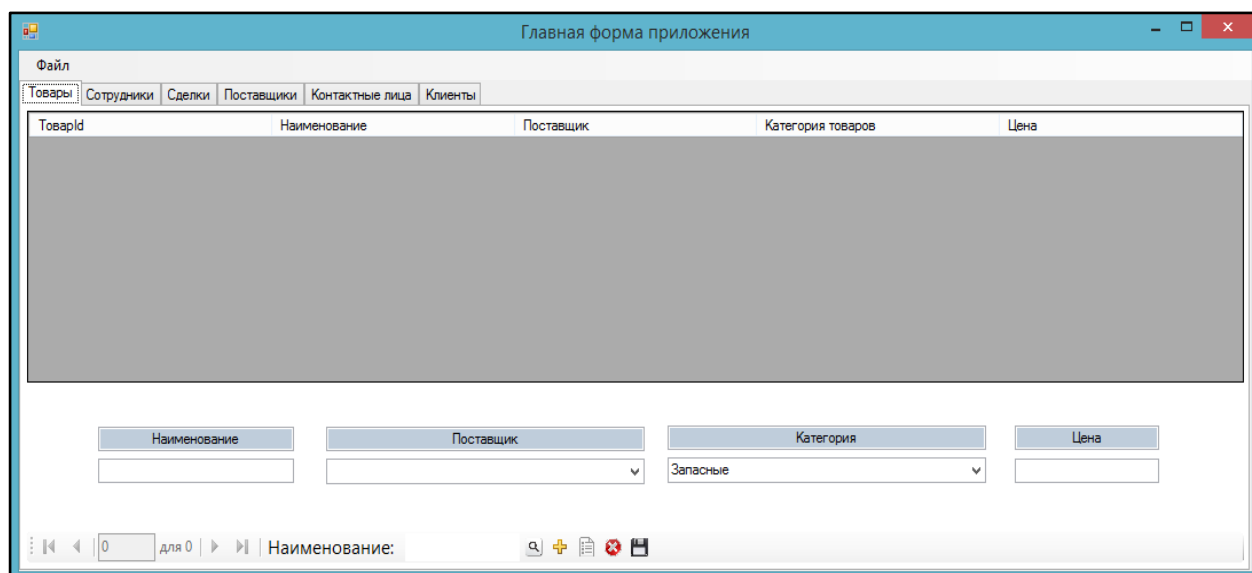 Главная форма приложения
Файл
Товары Сотрудники Сделки Поставщики Контактные лица Клиенты
ТоварId Наименование Поставщик Категория товаров Цена
Наименование Поставщик Категория Цена
Запасные
0 для 0 Наименование: